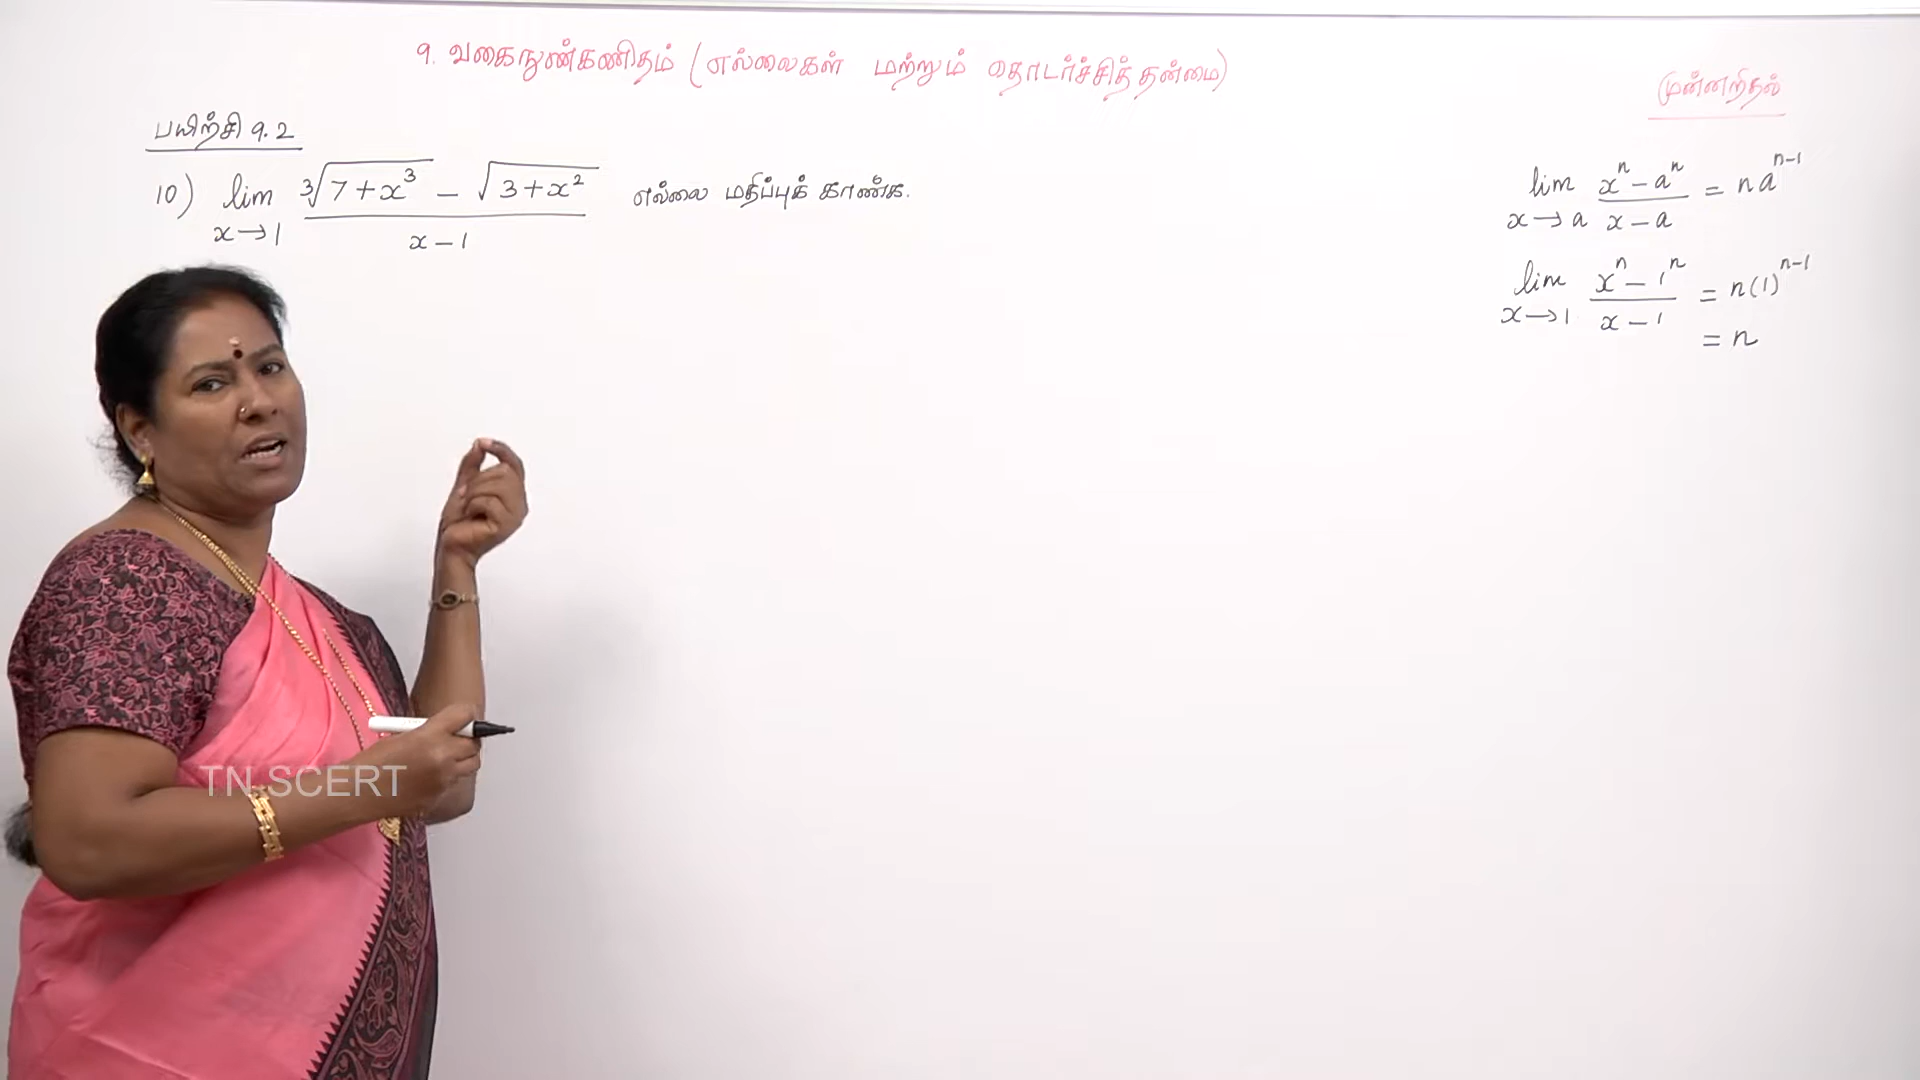 9. வகைநுண்கணிதம் (எல்லைகள் மற்றும் தொடர்ச்சித் தன்மை)
முன்னறிதல்
பயிற்சி 9.2
10) lim x→1 (∛(7+x³) − √(3+x²)) / (x−1) எல்லை மதிப்புக் காண்க.
lim x→a (xⁿ − aⁿ) / (x − a) = n aⁿ⁻¹
lim x→1 (xⁿ − 1ⁿ) / (x − 1) = n(1)ⁿ⁻¹
= n
TN SCERT